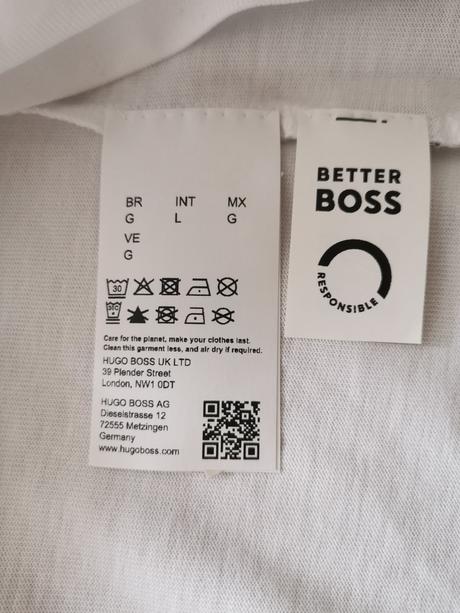 BR INT MX
G L G
VE
G
30
Care for the planet, make your clothes last.
Clean this garment less, and air dry if required.
HUGO BOSS UK LTD
39 Plender Street
London, NW1 0DT
HUGO BOSS AG
Dieselstrasse 12
72555 Metzingen
Germany
www.hugoboss.com
BETTER
BOSS
RESPONSIBLE